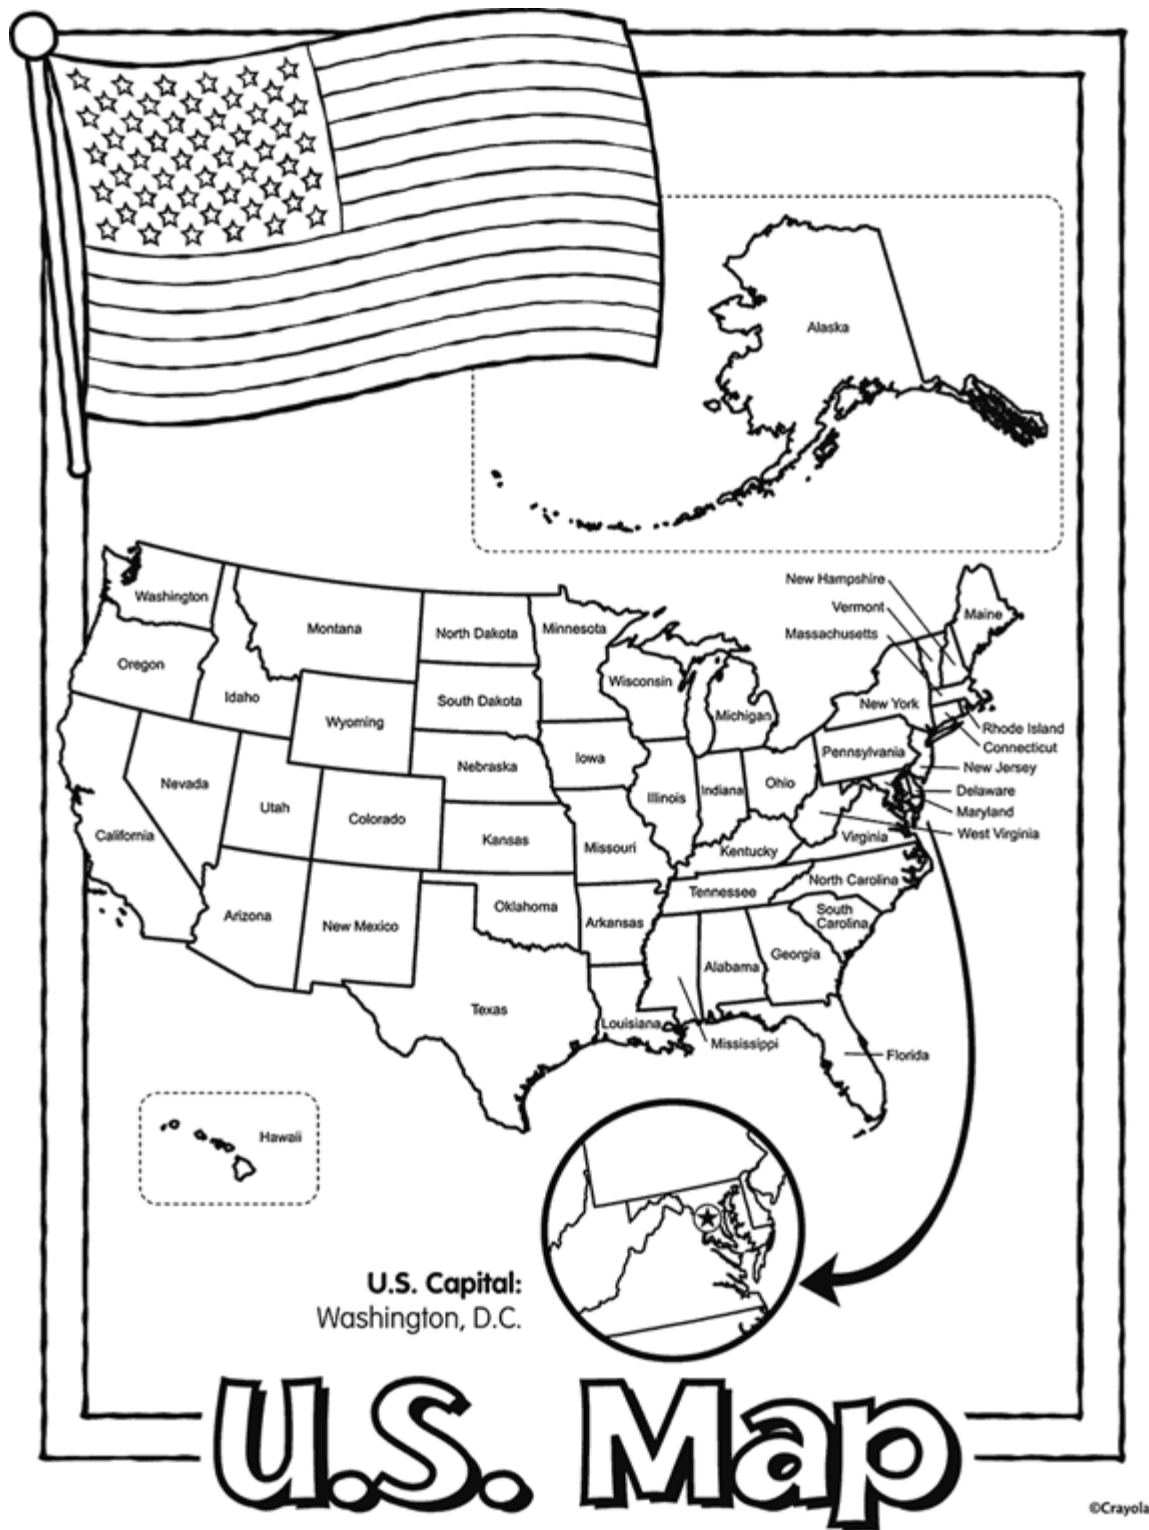 Alaska
New Hampshire
Vermont
Massachusetts
Maine
Washington
Montana
North Dakota
Minnesota
Oregon
Idaho
Wyoming
South Dakota
Wisconsin
Michigan
New York
Rhode Island
Connecticut
Pennsylvania
New Jersey
Nevada
Utah
Colorado
Nebraska
Iowa
Illinois
Indiana
Ohio
Delaware
Maryland
West Virginia
California
Kansas
Missouri
Kentucky
Virginia
Arizona
New Mexico
Oklahoma
Arkansas
Tennessee
North Carolina
South
Carolina
Texas
Louisiana
Mississippi
Alabama
Georgia
Florida
Hawaii
U.S. Capital:
Washington, D.C.
U.S. Map
©Crayola